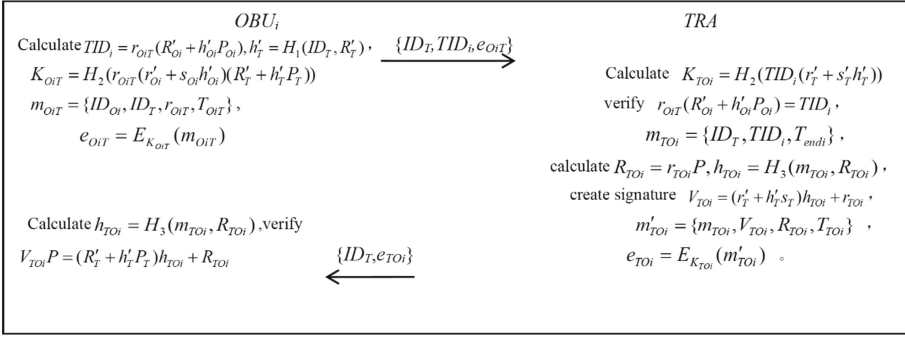 OBU_i
TRA
Calculate TID_i = r_{OiT}(R'_{Oi} + h'_{Oi}P_{Oi}), h'_T = H_1(ID_T, R'_T),
{ID_T, TID_i, e_{OiT}}
K_{OiT} = H_2(r_{OiT}(r'_{Oi} + s_{Oi}h'_{Oi})(R'_T + h'_T P_T))
Calculate K_{TOi} = H_2(TID_i(r'_T + s'_T h'_T))
m_{OiT} = {ID_{Oi}, ID_T, r_{OiT}, T_{OiT}},
verify r_{OiT}(R'_{Oi} + h'_{Oi}P_{Oi}) = TID_i,
e_{OiT} = E_{K_{OiT}}(m_{OiT})
m_{TOi} = {ID_T, TID_i, T_{endi}},
calculate R_{TOi} = r_{TOi}P, h_{TOi} = H_3(m_{TOi}, R_{TOi}),
create signature V_{TOi} = (r'_T + h'_T s_T)h_{TOi} + r_{TOi},
Calculate h_{TOi} = H_3(m_{TOi}, R_{TOi}),verify
m'_{TOi} = {m_{TOi}, V_{TOi}, R_{TOi}, T_{TOi}} ,
V_{TOi}P = (R'_T + h'_T P_T)h_{TOi} + R_{TOi}
{ID_T, e_{TOi}}
e_{TOi} = E_{K_{TOi}}(m'_{TOi}) 。